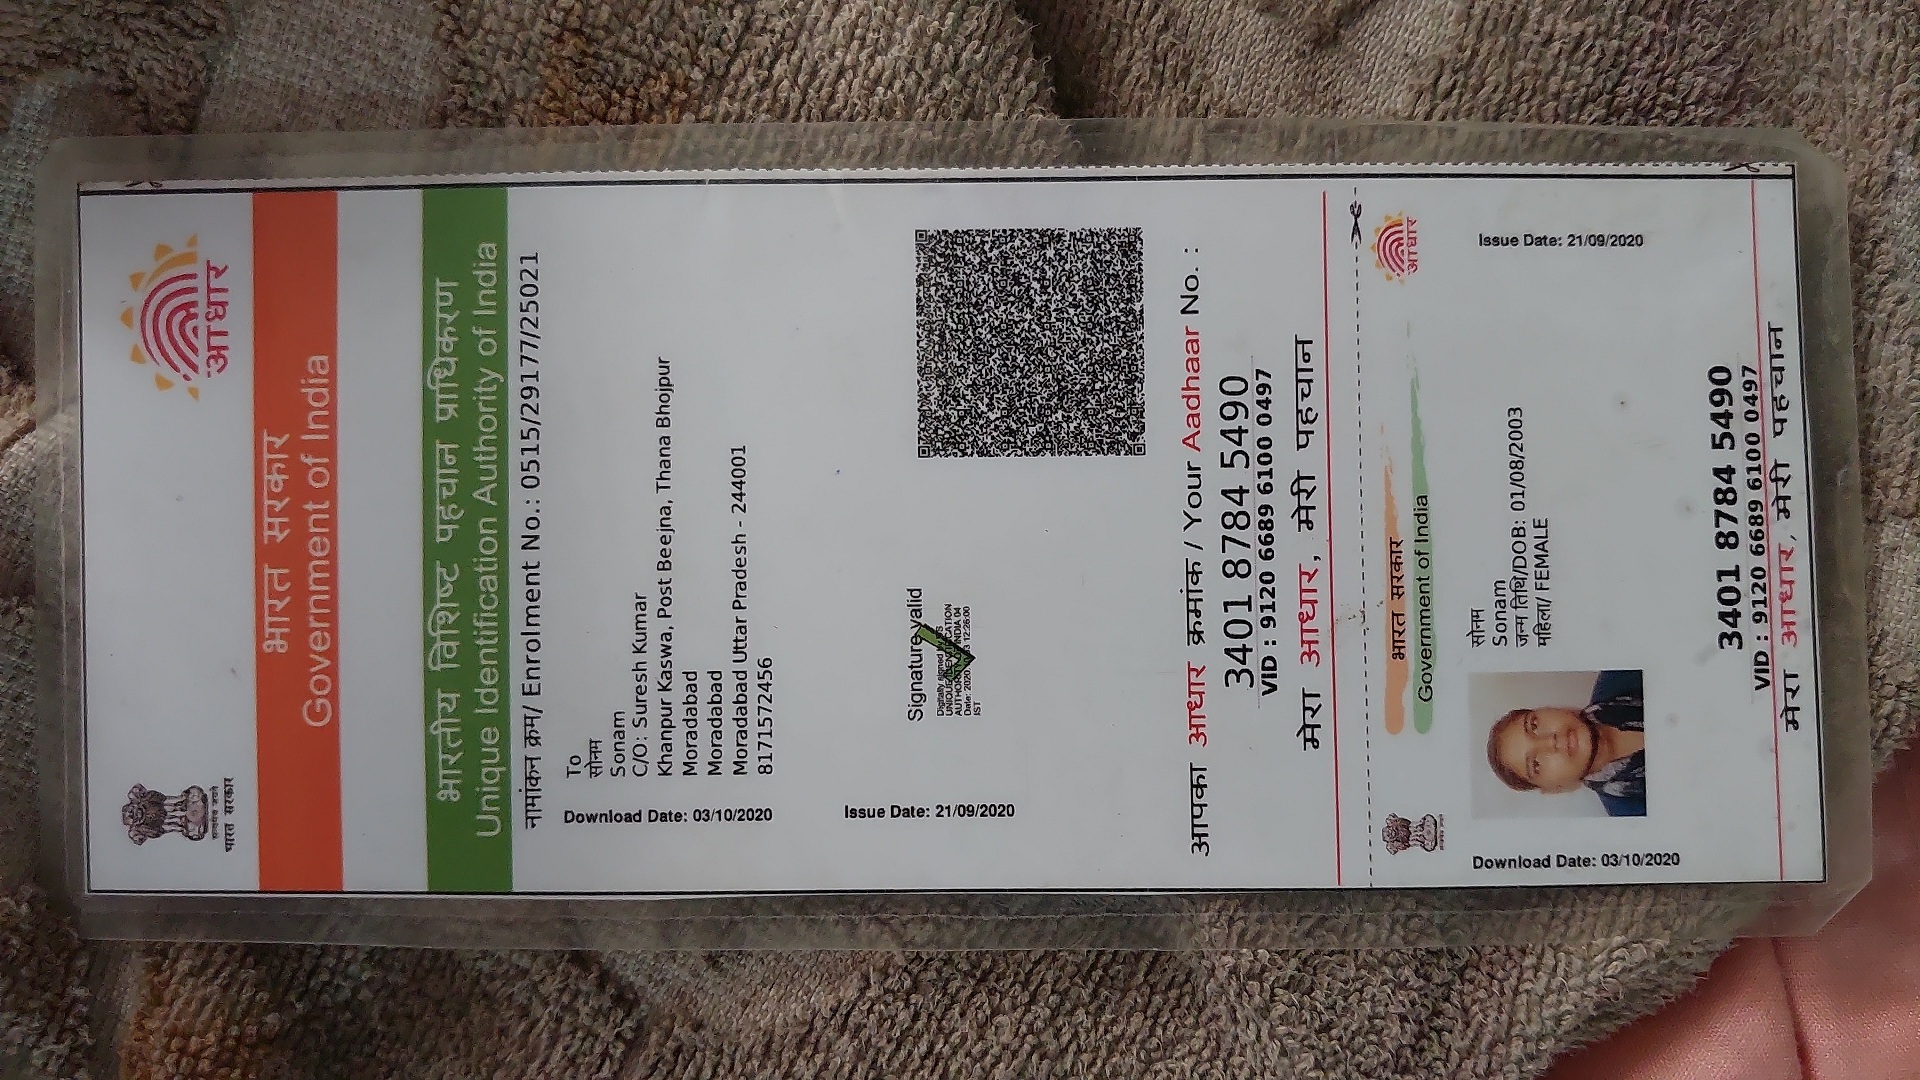 आधार
भारत सरकार
भारत सरकार
Government of India
भारतीय विशिष्ट पहचान प्राधिकरण
Unique Identification Authority of India
नामांकन क्रम/ Enrolment No.: 0515/29177/25021
To
सोनम
Sonam
C/O: Suresh Kumar
Khanpur Kaswa, Post Beejna, Thana Bhojpur
Moradabad
Moradabad
Moradabad Uttar Pradesh - 244001
8171572456
Download Date: 03/10/2020
Issue Date: 21/09/2020
Signature valid
आपका आधार क्रमांक / Your Aadhaar No. :
3401 8784 5490
VID : 9120 6689 6100 0497
मेरा आधार, मेरी पहचान
भारत सरकार
Government of India
आधार
Download Date: 03/10/2020
सोनम
Sonam
जन्म तिथि/DOB: 01/08/2003
महिला/ FEMALE
Issue Date: 21/09/2020
3401 8784 5490
VID : 9120 6689 6100 0497
मेरा आधार, मेरी पहचान